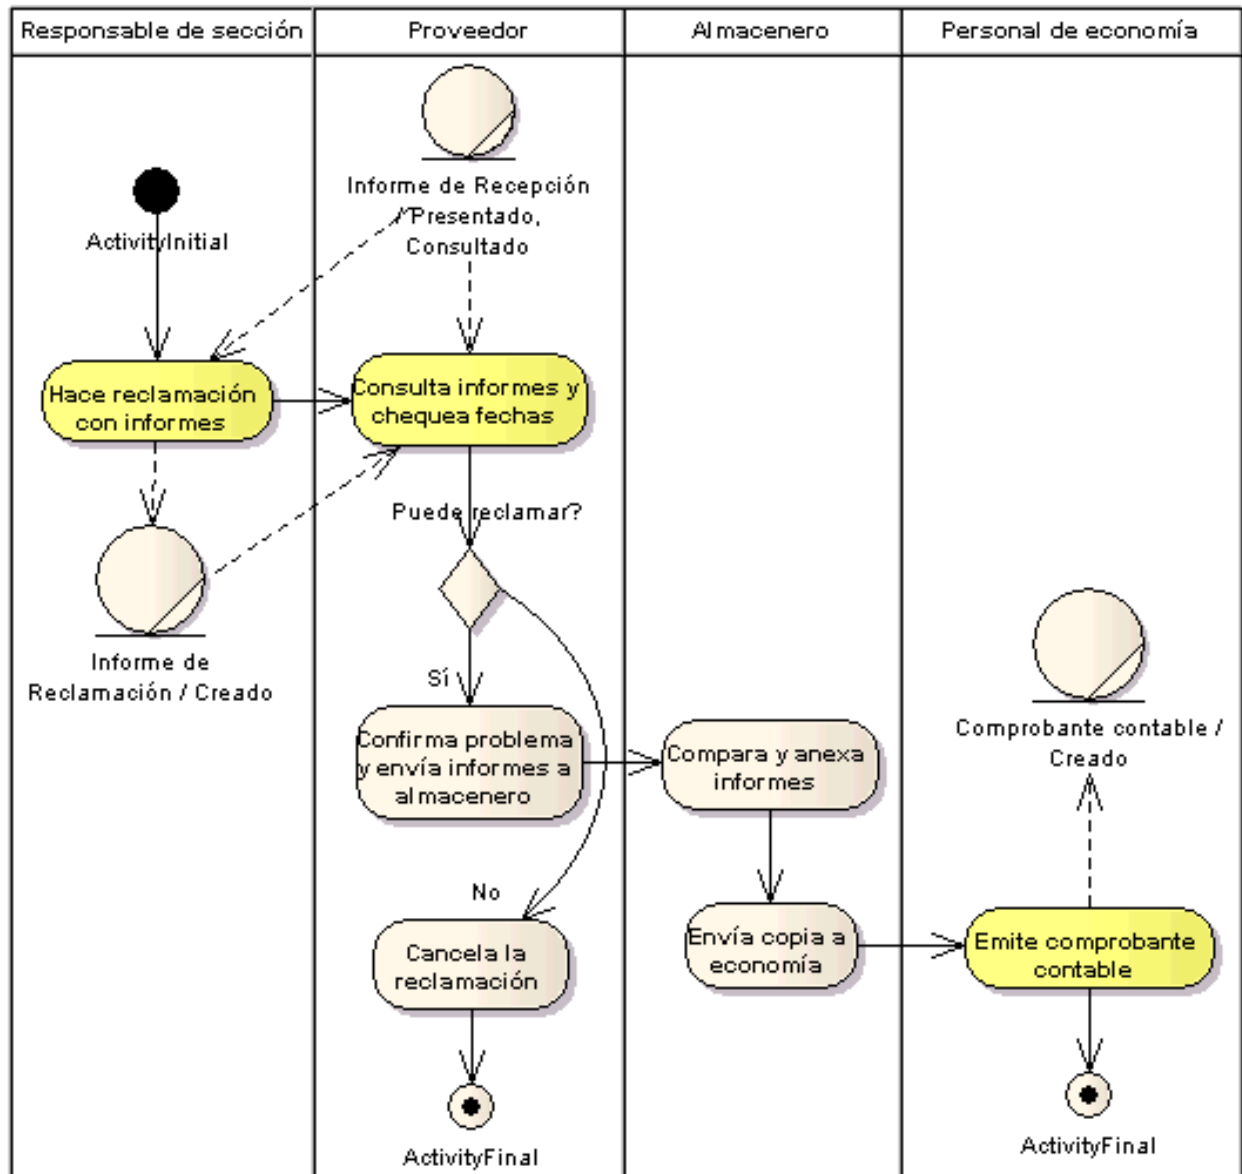 Responsable de sección
Proveedor
Almacenero
Personal de economía
Informe de Recepción
/ Presentado,
Consultado
ActivityInitial
Hace reclamación
con informes
Consulta informes y
chequea fechas
Puede reclamar?
Informe de
Reclamación / Creado
Sí
Confirma problema
y envía informes a
almacenero
Compara y anexa
informes
Comprobante contable /
Creado
No
Cancela la
reclamación
Envía copia a
economía
Emite comprobante
contable
ActivityFinal
ActivityFinal